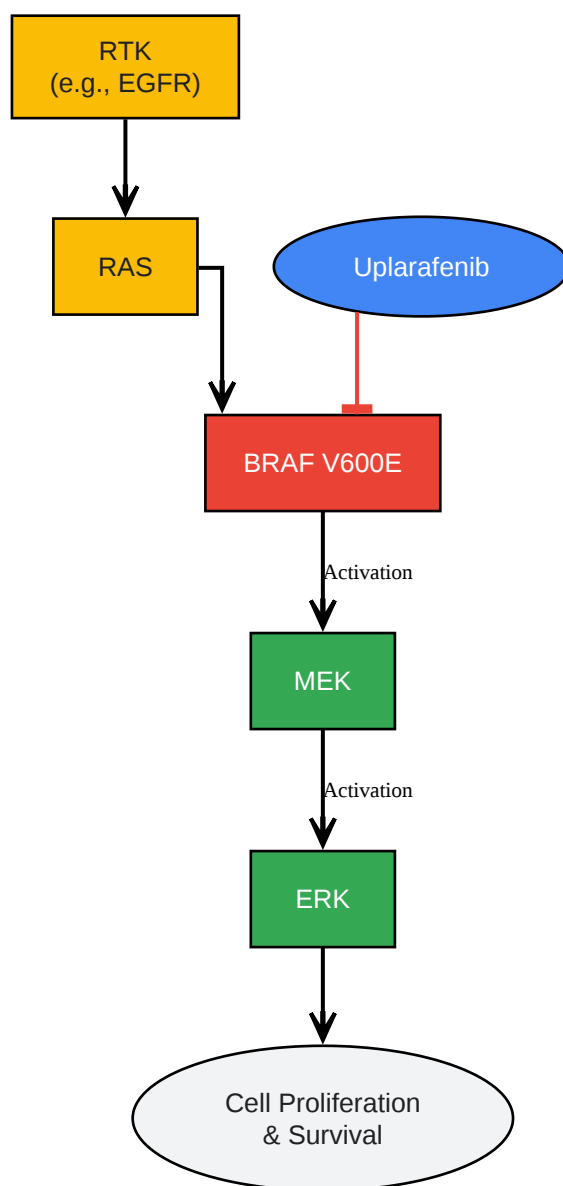 RTK
(e.g., EGFR)
RAS
Uplarafenib
BRAF V600E
Activation
MEK
Activation
ERK
Cell Proliferation
& Survival